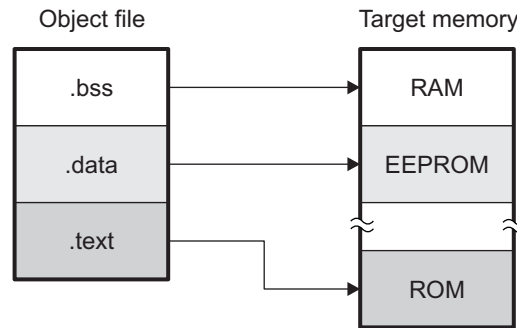 Object file
Target memory
.bss
RAM
.data
EEPROM
.text
ROM